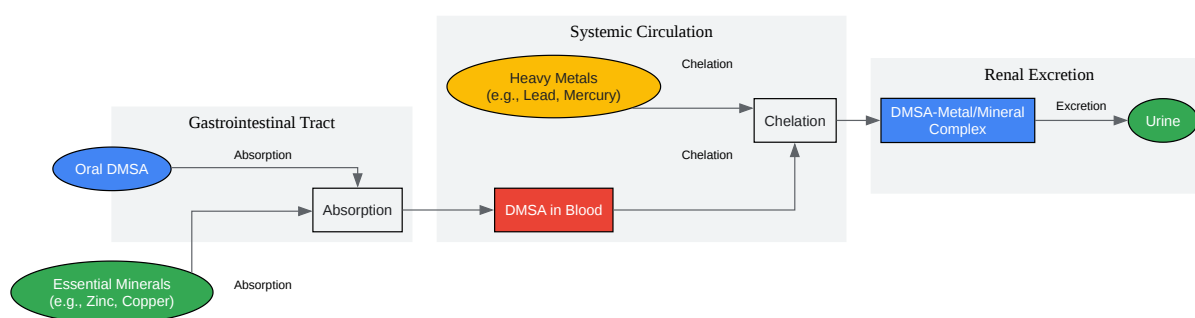 Systemic Circulation
Heavy Metals
(e.g., Lead, Mercury)
Chelation
Chelation
Chelation
DMSA in Blood
Renal Excretion
DMSA-Metal/Mineral
Complex
Excretion
Urine
Gastrointestinal Tract
Oral DMSA
Absorption
Absorption
Essential Minerals
(e.g., Zinc, Copper)
Absorption